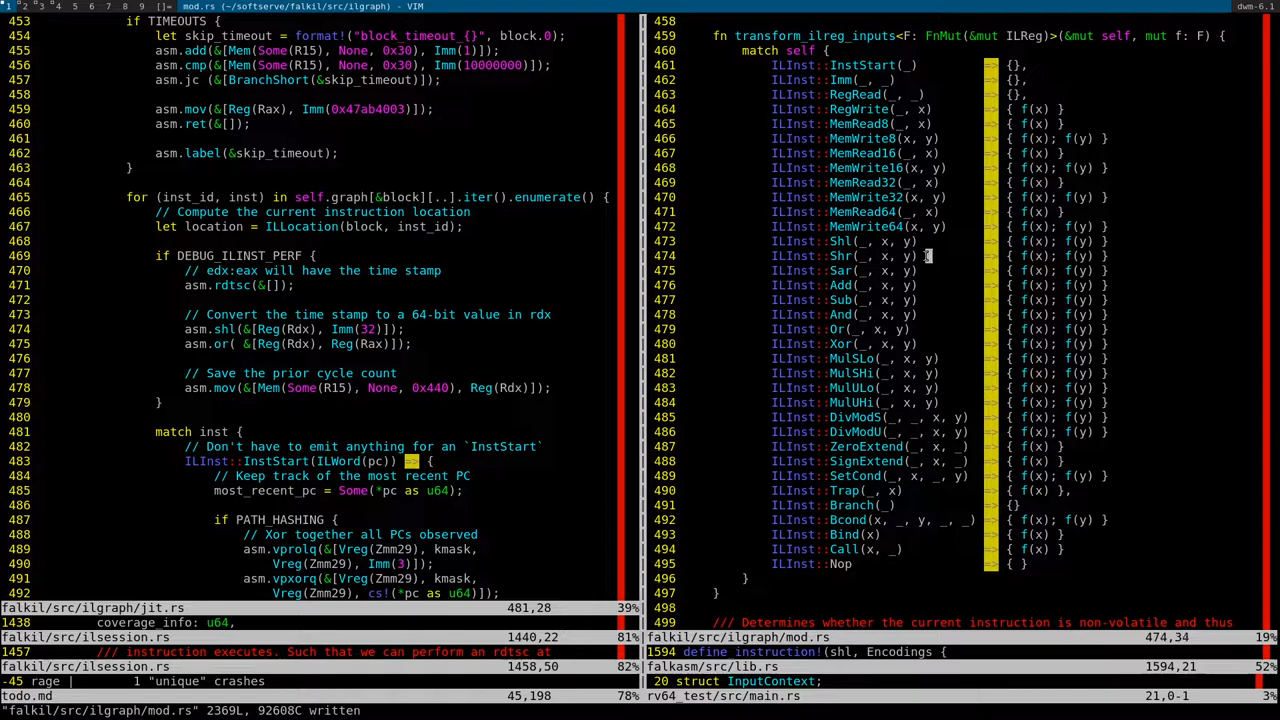 1 2 3 4 5 6 7 8 9 []= mod.rs (~/softserve/falkil/src/ilgraph) - VIM dwm-6.1
453 if TIMEOUTS {
454 let skip_timeout = format!("block_timeout_{}", block.0);
455 asm.add(&[Mem(Some(R15), None, 0x30), Imm(1)]);
456 asm.cmp(&[Mem(Some(R15), None, 0x30), Imm(10000000)]);
457 asm.jc (&[BranchShort(&skip_timeout)]);
458
459 asm.mov(&[Reg(Rax), Imm(0x47ab4003)]);
460 asm.ret(&[]);
461
462 asm.label(&skip_timeout);
463 }
464
465 for (inst_id, inst) in self.graph[&block][..].iter().enumerate() {
466 // Compute the current instruction location
467 let location = ILLocation(block, inst_id);
468
469 if DEBUG_ILINST_PERF {
470 // edx:eax will have the time stamp
471 asm.rdtsc(&[]);
472
473 // Convert the time stamp to a 64-bit value in rdx
474 asm.shl(&[Reg(Rdx), Imm(32)]);
475 asm.or( &[Reg(Rdx), Reg(Rax)]);
476
477 // Save the prior cycle count
478 asm.mov(&[Mem(Some(R15), None, 0x440), Reg(Rdx)]);
479 }
480
481 match inst {
482 // Don't have to emit anything for an `InstStart`
483 ILInst::InstStart(ILWord(pc)) => {
484 // Keep track of the most recent PC
485 most_recent_pc = Some(*pc as u64);
486
487 if PATH_HASHING {
488 // Xor together all PCs observed
489 asm.vprolq(&[Vreg(Zmm29), kmask,
490 Vreg(Zmm29), Imm(3)]);
491 asm.vpxorq(&[Vreg(Zmm29), kmask,
492 Vreg(Zmm29), cs!(*pc as u64)]);
falkil/src/ilgraph/jit.rs 481,28 39%
1438 coverage_info: u64,
falkil/src/ilsession.rs 1440,22 81%
1457 /// instruction executes. Such that we can perform an rdtsc at
falkil/src/ilsession.rs 1458,50 82%
-45 rage | 1 "unique" crashes
todo.md 45,198 78%
458
459 fn transform_ilreg_inputs<F: FnMut(&mut ILReg)>(&mut self, mut f: F) {
460 match self {
461 ILInst::InstStart(_) => {},
462 ILInst::Imm(_, _) => {},
463 ILInst::RegRead(_, _) => {},
464 ILInst::RegWrite(_, x) => { f(x) }
465 ILInst::MemRead8(_, x) => { f(x) }
466 ILInst::MemWrite8(x, y) => { f(x); f(y) }
467 ILInst::MemRead16(_, x) => { f(x) }
468 ILInst::MemWrite16(x, y) => { f(x); f(y) }
469 ILInst::MemRead32(_, x) => { f(x) }
470 ILInst::MemWrite32(x, y) => { f(x); f(y) }
471 ILInst::MemRead64(_, x) => { f(x) }
472 ILInst::MemWrite64(x, y) => { f(x); f(y) }
473 ILInst::Shl(_, x, y) => { f(x); f(y) }
474 ILInst::Shr(_, x, y) => { f(x); f(y) }
475 ILInst::Sar(_, x, y) => { f(x); f(y) }
476 ILInst::Add(_, x, y) => { f(x); f(y) }
477 ILInst::Sub(_, x, y) => { f(x); f(y) }
478 ILInst::And(_, x, y) => { f(x); f(y) }
479 ILInst::Or(_, x, y) => { f(x); f(y) }
480 ILInst::Xor(_, x, y) => { f(x); f(y) }
481 ILInst::MulSLo(_, x, y) => { f(x); f(y) }
482 ILInst::MulSHi(_, x, y) => { f(x); f(y) }
483 ILInst::MulULo(_, x, y) => { f(x); f(y) }
484 ILInst::MulUHi(_, x, y) => { f(x); f(y) }
485 ILInst::DivModS(_, _, x, y) => { f(x); f(y) }
486 ILInst::DivModU(_, _, x, y) => { f(x); f(y) }
487 ILInst::ZeroExtend(_, x, _) => { f(x) }
488 ILInst::SignExtend(_, x, _) => { f(x) }
489 ILInst::SetCond(_, x, y, _) => { f(x); f(y) }
490 ILInst::Trap(_, x) => { f(x) },
491 ILInst::Branch(_) => {}
492 ILInst::Bcond(x, _, y, _, _) => { f(x); f(y) }
493 ILInst::Bind(x) => { f(x) }
494 ILInst::Call(x, _) => { f(x) }
495 ILInst::Nop => { }
496 }
497 }
498
499 /// Determines whether the current instruction is non-volatile and thus
falkil/src/ilgraph/mod.rs 474,34 19%
1594 define_instruction!(shl, Encodings {
falkasm/src/lib.rs 1594,21 52%
20 struct InputContext;
rv64_test/src/main.rs 21,0-1 3%
"falkil/src/ilgraph/mod.rs" 2369L, 92608C written